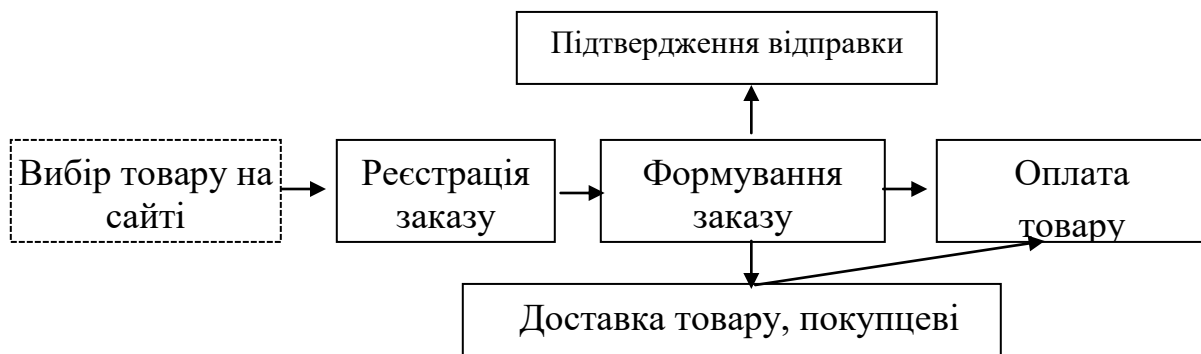 Підтвердження відправки
Вибір товару на
сайті
Реєстрація
заказу
Формування
заказу
Оплата
товару
Доставка товару, покупцеві